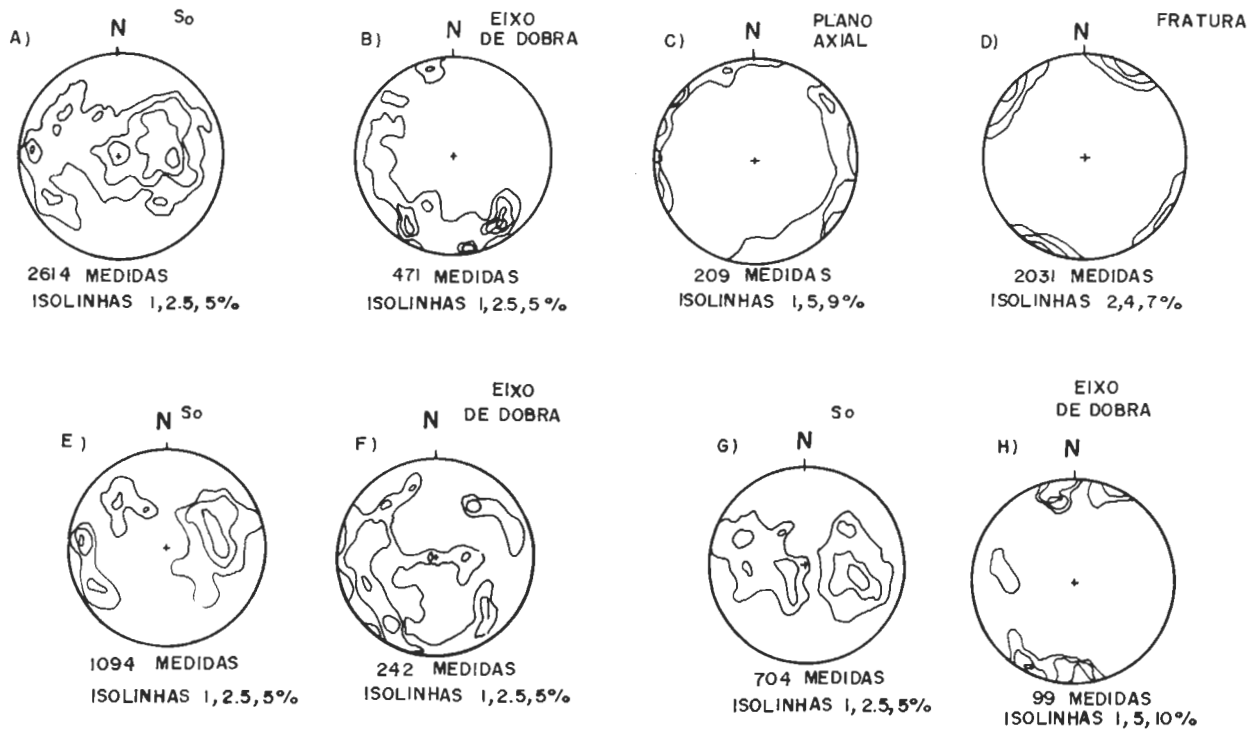 A)
N
So
2614 MEDIDAS
ISOLINHAS 1, 2.5, 5%
B)
N
EIXO
DE DOBRA
471 MEDIDAS
ISOLINHAS 1, 2.5, 5%
C)
N
PLANO
AXIAL
209 MEDIDAS
ISOLINHAS 1, 5, 9%
D)
N
FRATURA
2031 MEDIDAS
ISOLINHAS 2, 4, 7%
E)
N
So
1094 MEDIDAS
ISOLINHAS 1, 2.5, 5%
F)
N
EIXO
DE DOBRA
242 MEDIDAS
ISOLINHAS 1, 2.5, 5%
G)
N
So
704 MEDIDAS
ISOLINHAS 1, 2.5, 5%
H)
N
EIXO
DE DOBRA
99 MEDIDAS
ISOLINHAS 1, 5, 10%